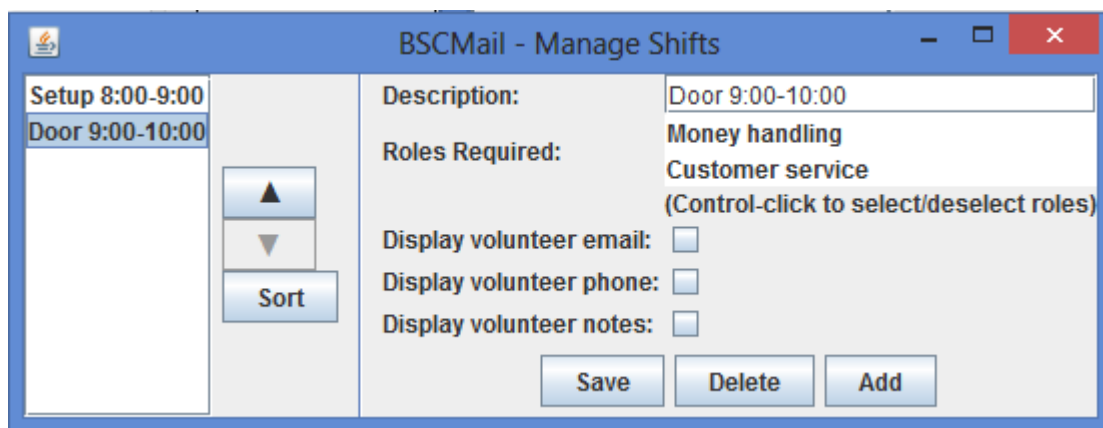 BSCMail - Manage Shifts
Setup 8:00-9:00
Door 9:00-10:00
▲
▼
Sort
Description: Door 9:00-10:00
Roles Required:
Money handling
Customer service
(Control-click to select/deselect roles)
Display volunteer email:
Display volunteer phone:
Display volunteer notes:
Save Delete Add